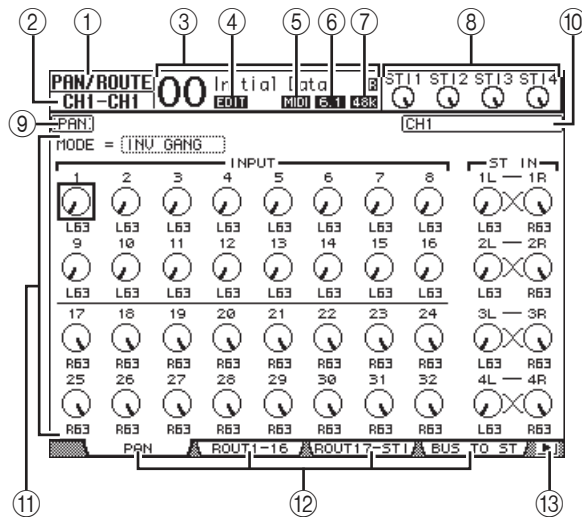 ① ② ③ ④ ⑤ ⑥ ⑦ ⑧ ⑩
PAN/ROUTE 00 Initial Data R STI1 STI2 STI3 STI4
CH1-CH1 EDIT MIDI 6.1 48k
⑨ PAN CH1
MODE = INV GANG
INPUT ST IN
1 2 3 4 5 6 7 8 1L — 1R
L63 L63 L63 L63 L63 L63 L63 L63 L63 R63
9 10 11 12 13 14 15 16 2L — 2R
L63 L63 L63 L63 L63 L63 L63 L63 L63 R63
17 18 19 20 21 22 23 24 3L — 3R
R63 R63 R63 R63 R63 R63 R63 R63 L63 R63
25 26 27 28 29 30 31 32 4L — 4R
R63 R63 R63 R63 R63 R63 R63 R63 L63 R63
PAN ROUT1-16 ROUT17-STI BUS TO ST
⑪ ⑫ ⑬